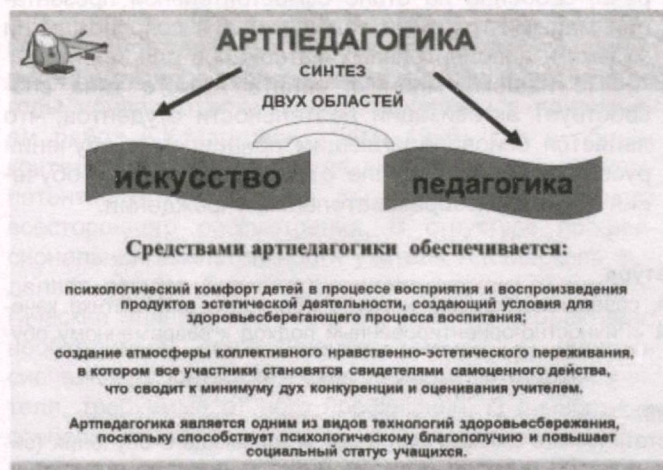 АРТПЕДАГОГИКА
СИНТЕЗ
ДВУХ ОБЛАСТЕЙ
искусство
педагогика
Средствами артпедагогики обеспечивается:
психологический комфорт детей в процессе восприятия и воспроизведения
продуктов эстетической деятельности, создающий условия для
здоровьесберегающего процесса воспитания;
создание атмосферы коллективного нравственно-эстетического переживания,
в котором все участники становятся свидетелями самоценного действа,
что сводит к минимуму дух конкуренции и оценивания учителем.
Артпедагогика является одним из видов технологий здоровьесбережения,
поскольку способствует психологическому благополучию и повышает
социальный статус учащихся.